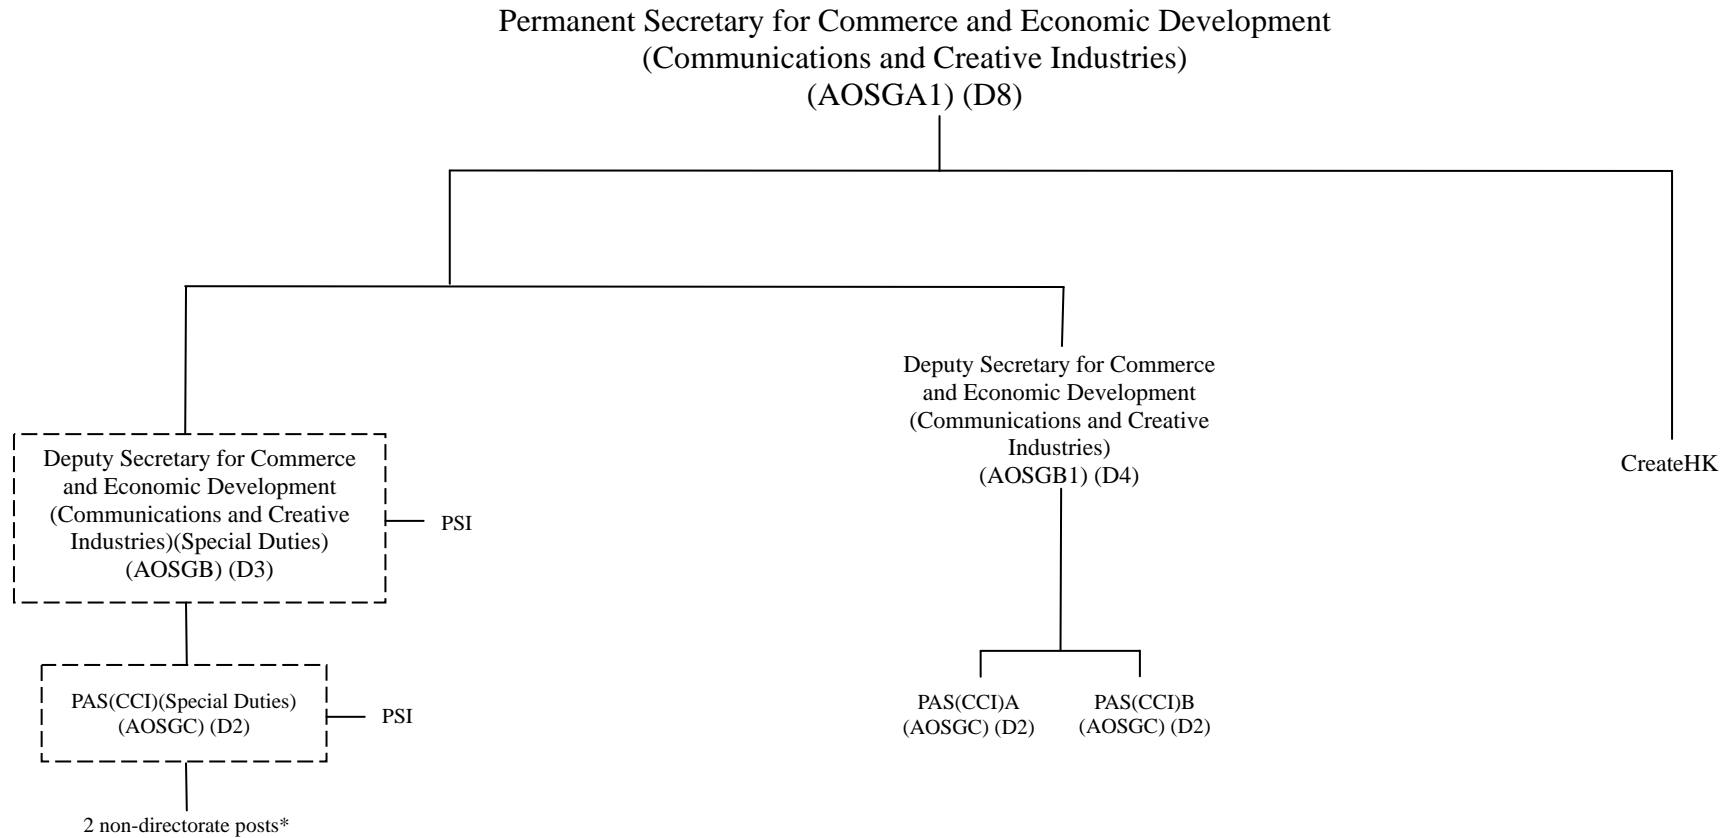 Permanent Secretary for Commerce and Economic Development
(Communications and Creative Industries)
(AOSGA1) (D8)
Deputy Secretary for Commerce
and Economic Development
(Communications and Creative
Industries)(Special Duties)
(AOSGB) (D3)
PSI
PAS(CCI)(Special Duties)
(AOSGC) (D2)
PSI
2 non-directorate posts*
Deputy Secretary for Commerce
and Economic Development
(Communications and Creative
Industries)
(AOSGB1) (D4)
PAS(CCI)A
(AOSGC) (D2)
PAS(CCI)B
(AOSGC) (D2)
CreateHK